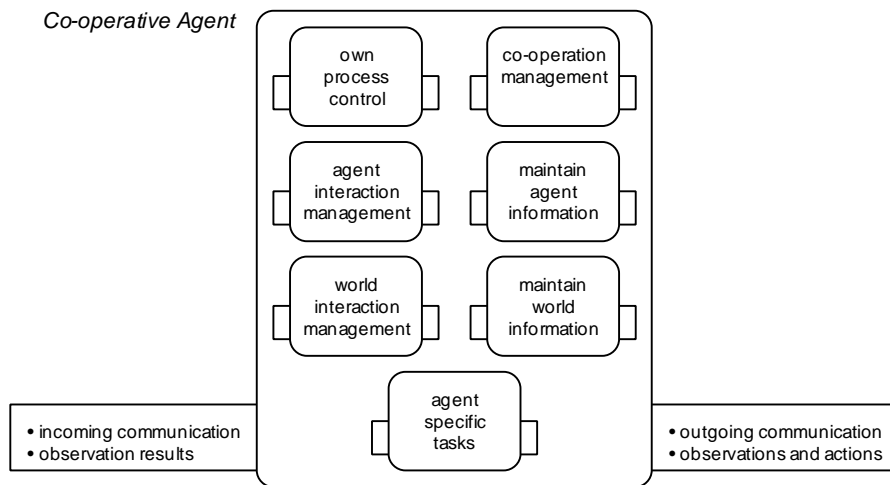 Co-operative Agent
own
process
control
co-operation
management
agent
interaction
management
maintain
agent
information
world
interaction
management
maintain
world
information
agent
specific
tasks
• incoming communication
• observation results
• outgoing communication
• observations and actions